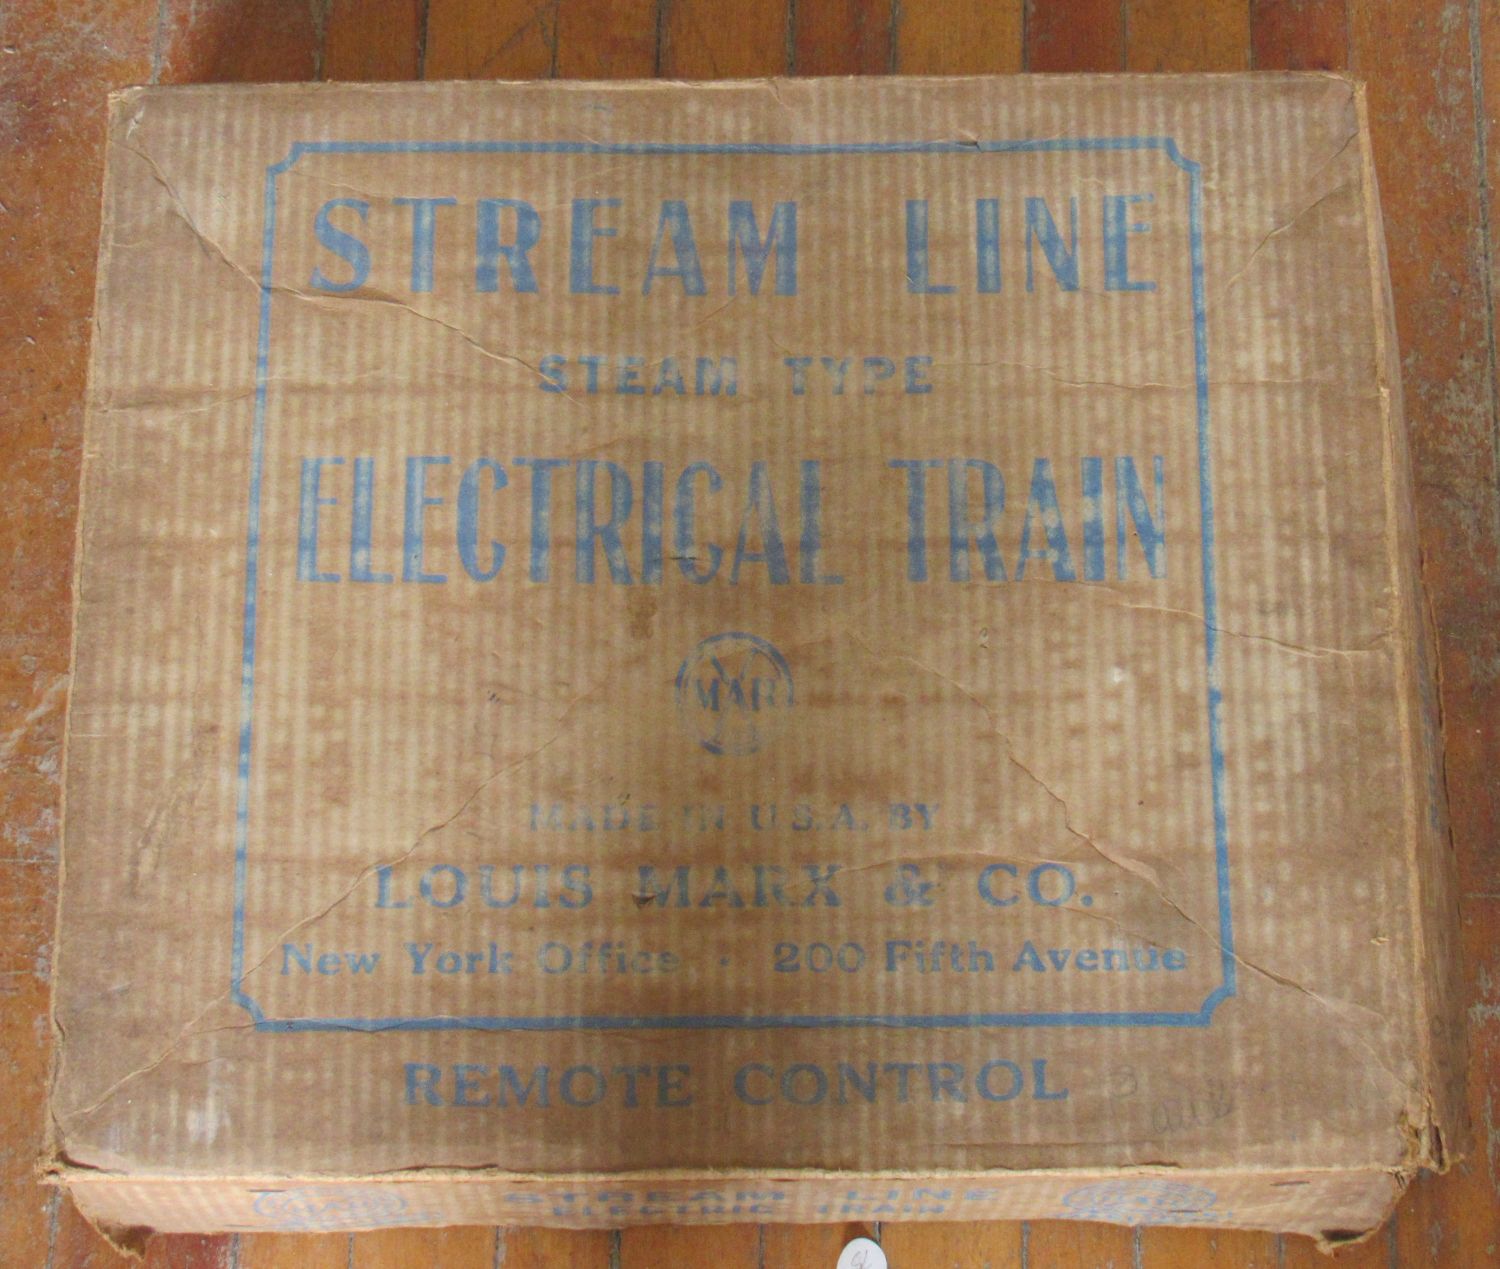 STREAM LINE
STEAM TYPE
ELECTRICAL TRAIN
MAR
MADE IN U.S.A. BY
LOUIS MARX & CO.
New York Office · 200 Fifth Avenue
REMOTE CONTROL
STREAM LINE
ELECTRIC TRAIN